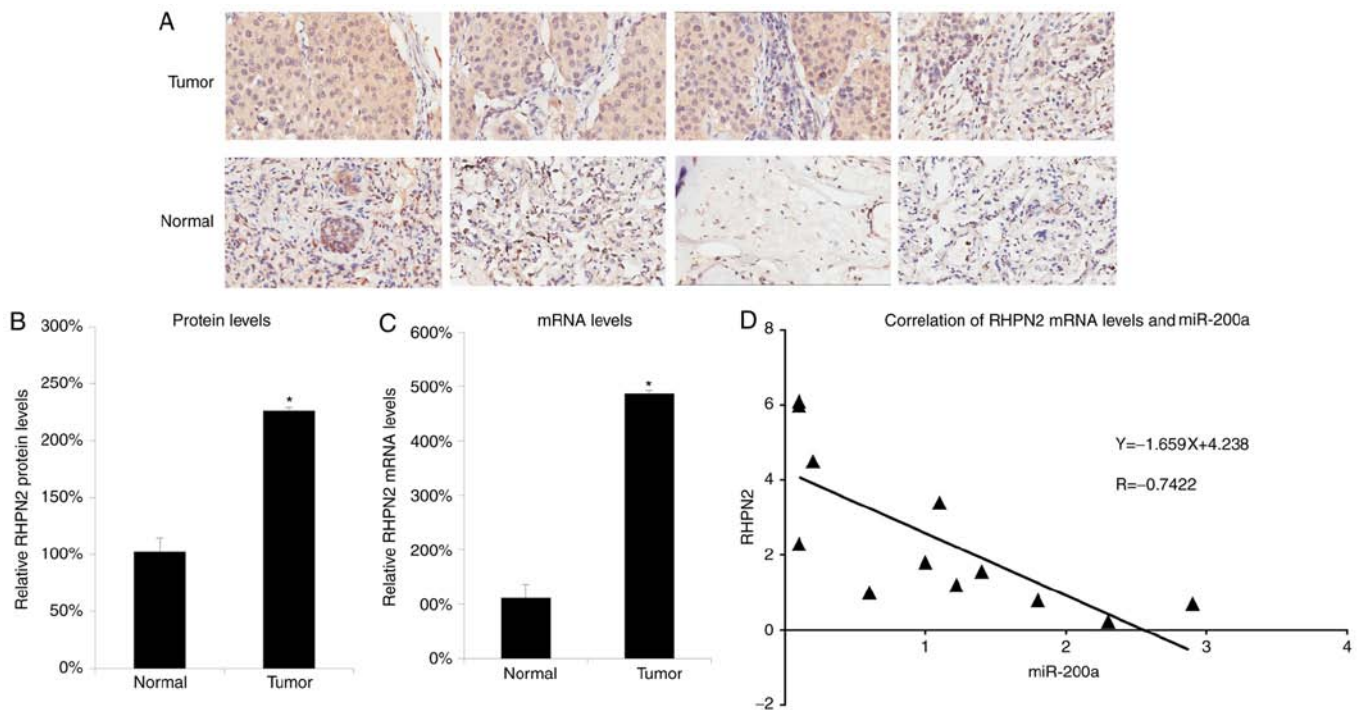 A
Tumor
Normal
B
Protein levels
300%
250%
200%
150%
100%
50%
0%
Relative RHPN2 protein levels
*
Normal
Tumor
C
mRNA levels
600%
500%
400%
300%
200%
00%
0%
Relative RHPN2 mRNA levels
*
Normal
Tumor
D
Correlation of RHPN2 mRNA levels and miR-200a
8
6
4
2
0
−2
RHPN2
Y=−1.659X+4.238
R=−0.7422
1
2
3
4
miR-200a